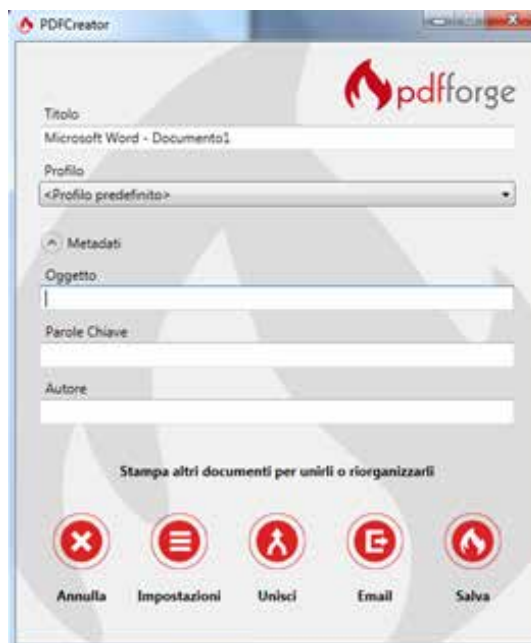 PDFCreator
pdfforge
Titolo
Microsoft Word - Documento1
Profilo
<Profilo predefinito>
Metadati
Oggetto
Parole Chiave
Autore
Stampa altri documenti per unirli o riorganizzarli
Annulla Impostazioni Unisci Email Salva